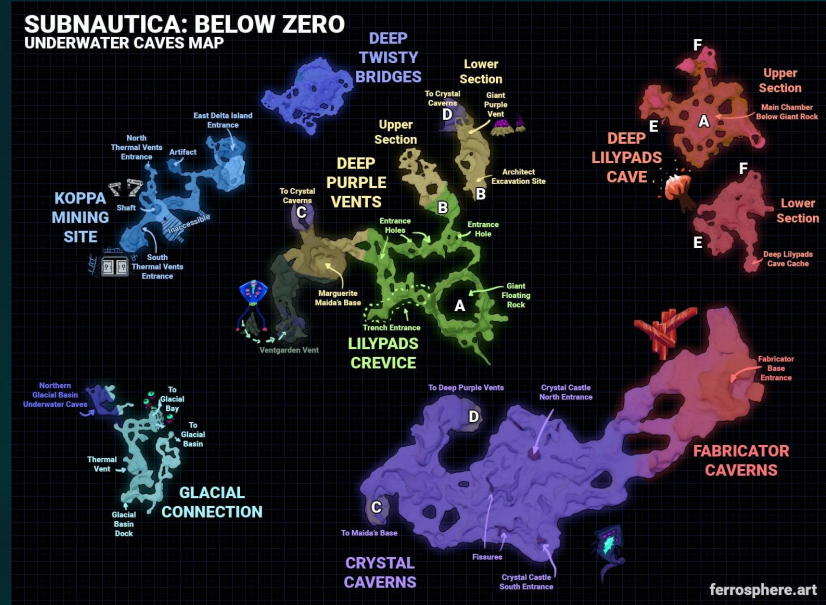 SUBNAUTICA: BELOW ZERO
UNDERWATER CAVES MAP
DEEP
TWISTY
BRIDGES
East Delta Island
Entrance
North
Thermal Vents
Entrance
Artifact
KOPPA
MINING
SITE
Shaft
Inaccessible
South
Thermal Vents
Entrance
Lower
Section
To Crystal
Caverns
D
Giant
Purple
Vent
Upper
Section
DEEP
PURPLE
VENTS
Architect
Excavation Site
B
B
To Crystal
Caverns
C
Entrance
Holes
Entrance
Hole
Marguerite
Maida's Base
A
Giant
Floating
Rock
Trench Entrance
Ventgarden Vent
LILYPADS
CREVICE
F
Upper
Section
E
A
Main Chamber
Below Giant Rock
DEEP
LILYPADS
CAVE
F
Lower
Section
E
Deep Lilypads
Cave Cache
Northern
Glacial Basin
Underwater Caves
To
Glacial
Bay
To
Glacial
Basin
Thermal
Vent
GLACIAL
CONNECTION
Glacial
Basin
Dock
To Deep Purple Vents
D
Crystal Castle
North Entrance
Fabricator
Base
Entrance
FABRICATOR
CAVERNS
C
To Maida's Base
Fissures
CRYSTAL
CAVERNS
Crystal Castle
South Entrance
ferrosphere.art